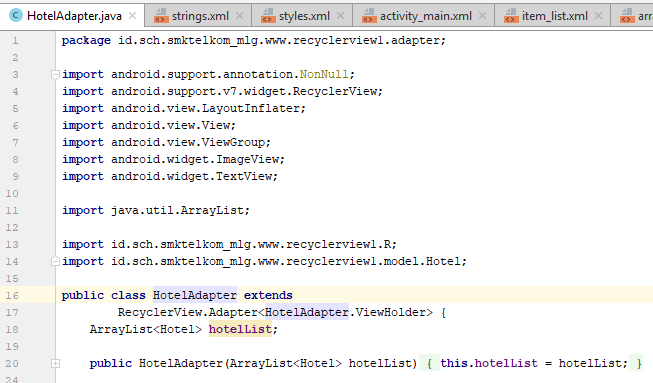 HotelAdapter.java strings.xml styles.xml activity_main.xml item_list.xml arr
1 package id.sch.smktelkom_mlg.www.recyclerview1.adapter;
2
3 import android.support.annotation.NonNull;
4 import android.support.v7.widget.RecyclerView;
5 import android.view.LayoutInflater;
6 import android.view.View;
7 import android.view.ViewGroup;
8 import android.widget.ImageView;
9 import android.widget.TextView;
10
11 import java.util.ArrayList;
12
13 import id.sch.smktelkom_mlg.www.recyclerview1.R;
14 import id.sch.smktelkom_mlg.www.recyclerview1.model.Hotel;
15
16 public class HotelAdapter extends
17 RecyclerView.Adapter<HotelAdapter.ViewHolder> {
18 ArrayList<Hotel> hotelList;
19
20 public HotelAdapter(ArrayList<Hotel> hotelList) { this.hotelList = hotelList; }
24